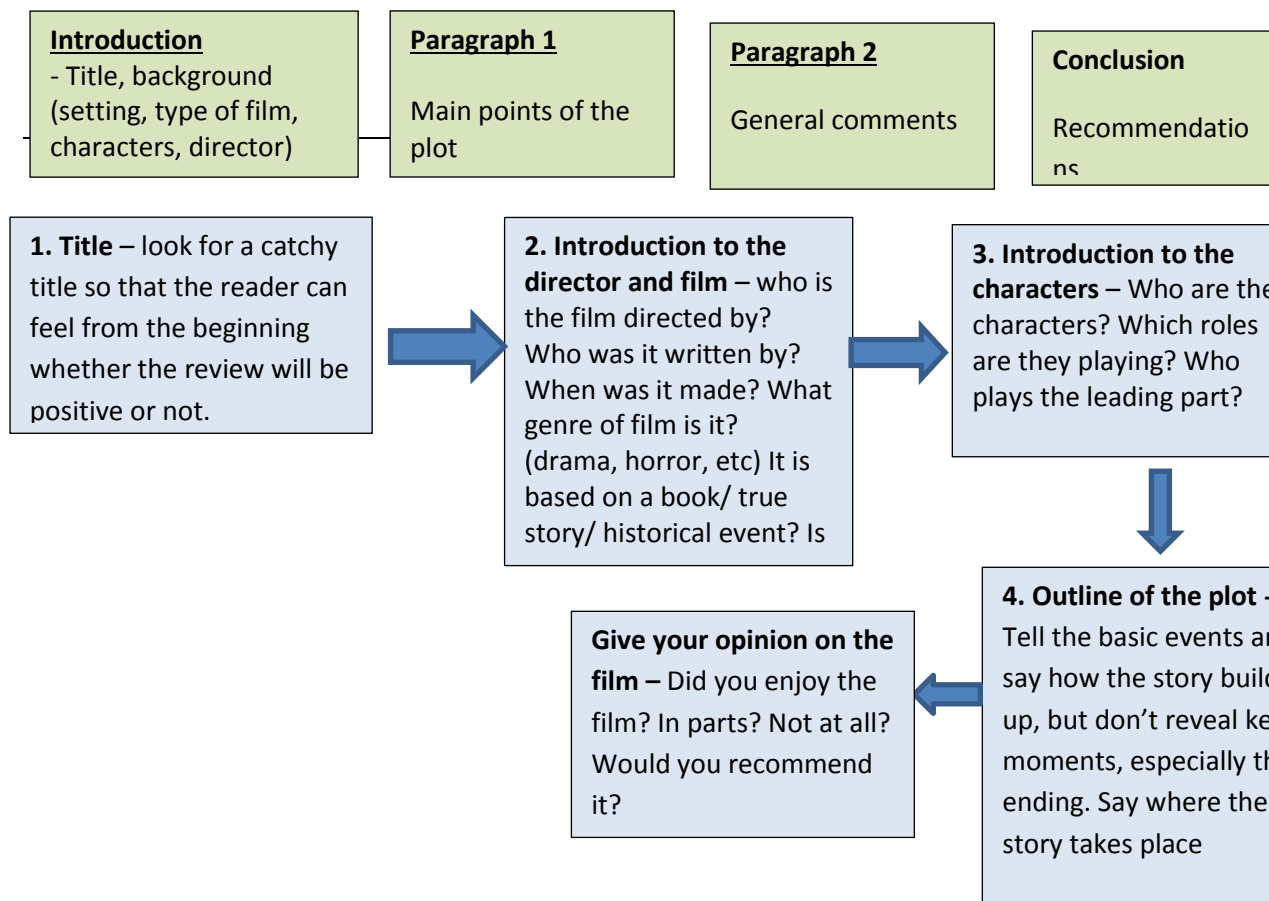 Introduction
- Title, background
(setting, type of film,
characters, director)
Paragraph 1
Main points of the
plot
Paragraph 2
General comments
Conclusion
Recommendatio
ns
1. Title – look for a catchy
title so that the reader can
feel from the beginning
whether the review will be
positive or not.
2. Introduction to the
director and film – who is
the film directed by?
Who was it written by?
When was it made? What
genre of film is it?
(drama, horror, etc) It is
based on a book/ true
story/ historical event? Is
3. Introduction to the
characters – Who are the
characters? Which roles
are they playing? Who
plays the leading part?
4. Outline of the plot -
Tell the basic events
say how the story
up, but don't reveal
moments, especially
ending. Say where the
story takes place
Give your opinion on the
film – Did you enjoy the
film? In parts? Not at all?
Would you recommend
it?